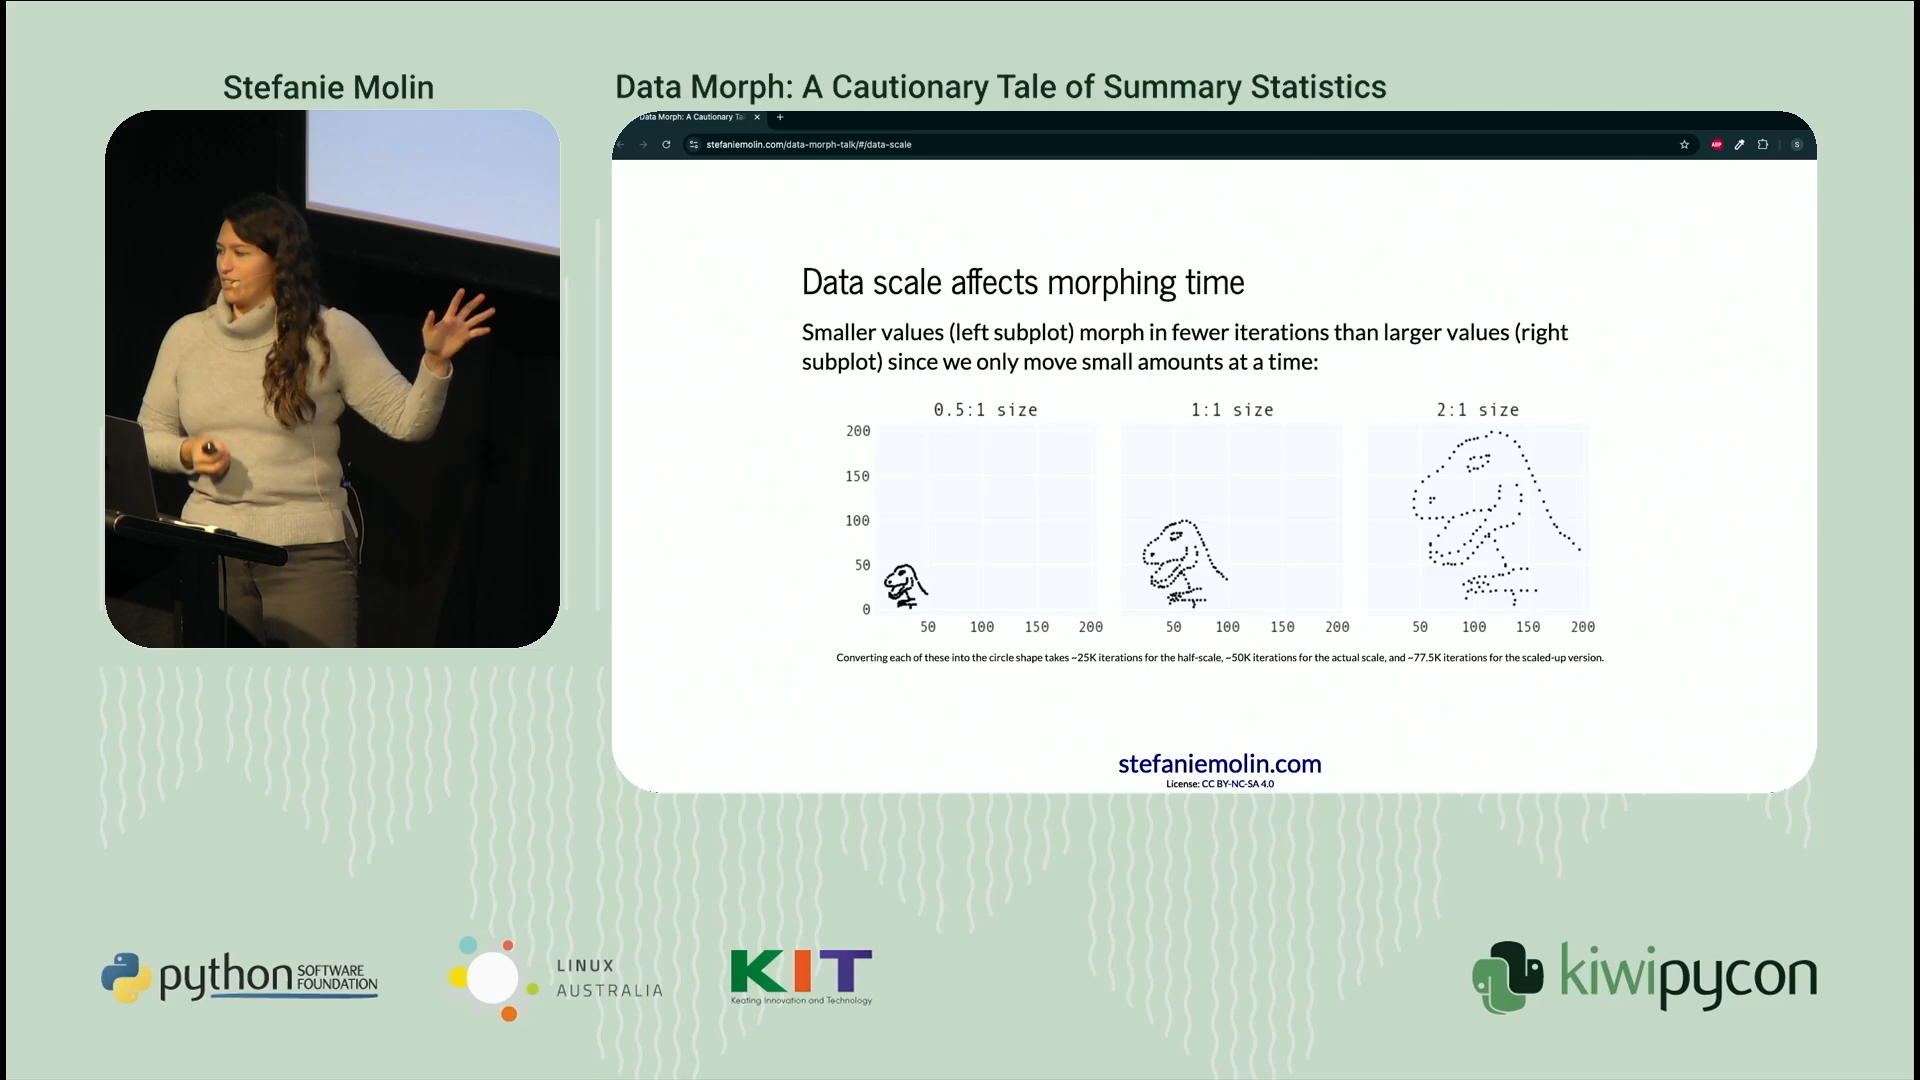 Stefanie Molin
Data Morph: A Cautionary Tale of Summary Statistics
Data Morph: A Cautionary Ta
stefaniemolin.com/data-morph-talk/#/data-scale
ABP
S
Data scale affects morphing time
Smaller values (left subplot) morph in fewer iterations than larger values (right
subplot) since we only move small amounts at a time:
0.5:1 size
1:1 size
2:1 size
200
150
100
50
0
50 100 150 200
50 100 150 200
50 100 150 200
Converting each of these into the circle shape takes ~25K iterations for the half-scale, ~50K iterations for the actual scale, and ~77.5K iterations for the scaled-up version.
stefaniemolin.com
License: CC BY-NC-SA 4.0
python SOFTWARE
FOUNDATION
LINUX
AUSTRALIA
KIT
Keating Innovation and Technology
kiwipycon